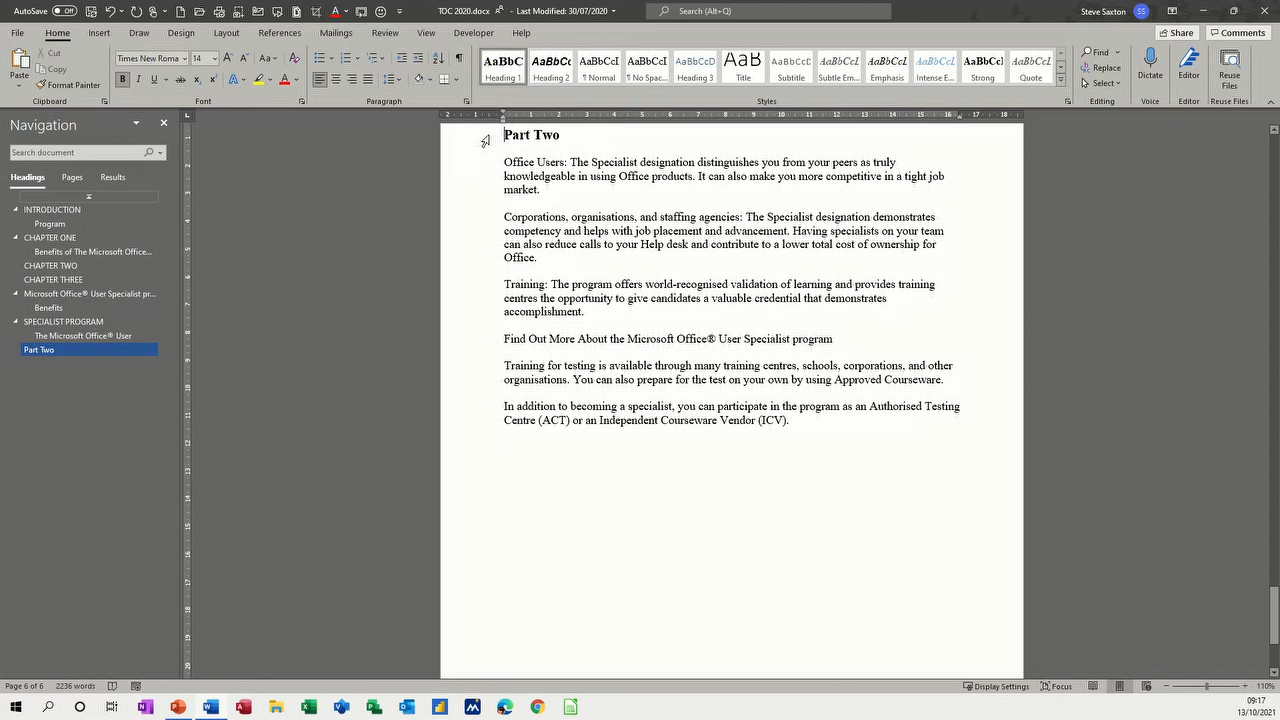 AutoSave Off TOC 2020.docx - Last Modified: 30/07/2020 Search (Alt+Q) Steve Saxton SS
File Home Insert Draw Design Layout References Mailings Review View Developer Help Share Comments
Paste Cut Copy Format Painter
Times New Roma 14
AaBbC AaBbCc AaBbCcI AaBbCcI AaBbCcD AaB AaBbCcD AaBbCcI AaBbCcI AaBbCcI AaBbCcI AaBbCcI
Heading 1 Heading 2 ¶ Normal ¶ No Spac... Heading 3 Title Subtitle Subtle Em... Emphasis Intense E... Strong Quote
Find Replace Select Dictate Editor Reuse Files
Clipboard Font Paragraph Styles Editing Voice Editor Reuse Files
Navigation
Search document
Headings Pages Results
INTRODUCTION
Program
CHAPTER ONE
Benefits of The Microsoft Office...
CHAPTER TWO
CHAPTER THREE
Microsoft Office® User Specialist pr...
Benefits
SPECIALIST PROGRAM
The Microsoft Office® User
Part Two
Part Two
Office Users: The Specialist designation distinguishes you from your peers as truly
knowledgeable in using Office products. It can also make you more competitive in a tight job
market.
Corporations, organisations, and staffing agencies: The Specialist designation demonstrates
competency and helps with job placement and advancement. Having specialists on your team
can also reduce calls to your Help desk and contribute to a lower total cost of ownership for
Office.
Training: The program offers world-recognised validation of learning and provides training
centres the opportunity to give candidates a valuable credential that demonstrates
accomplishment.
Find Out More About the Microsoft Office® User Specialist program
Training for testing is available through many training centres, schools, corporations, and other
organisations. You can also prepare for the test on your own by using Approved Courseware.
In addition to becoming a specialist, you can participate in the program as an Authorised Testing
Centre (ACT) or an Independent Courseware Vendor (ICV).
Page 6 of 6 2236 words Display Settings Focus 110%
09:17
13/10/2021